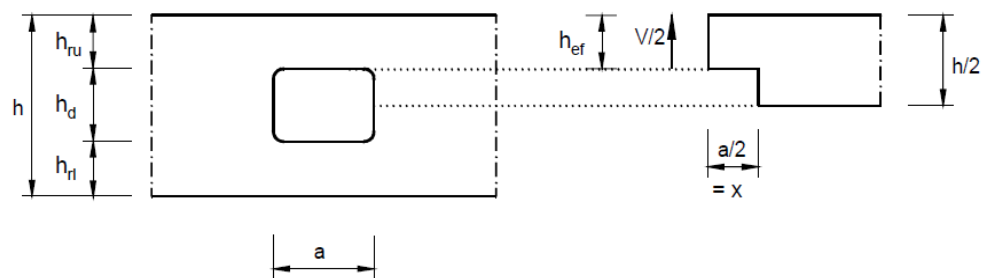 h
h_ru
h_d
h_rl
a
h_ef
V/2
h/2
a/2
= x